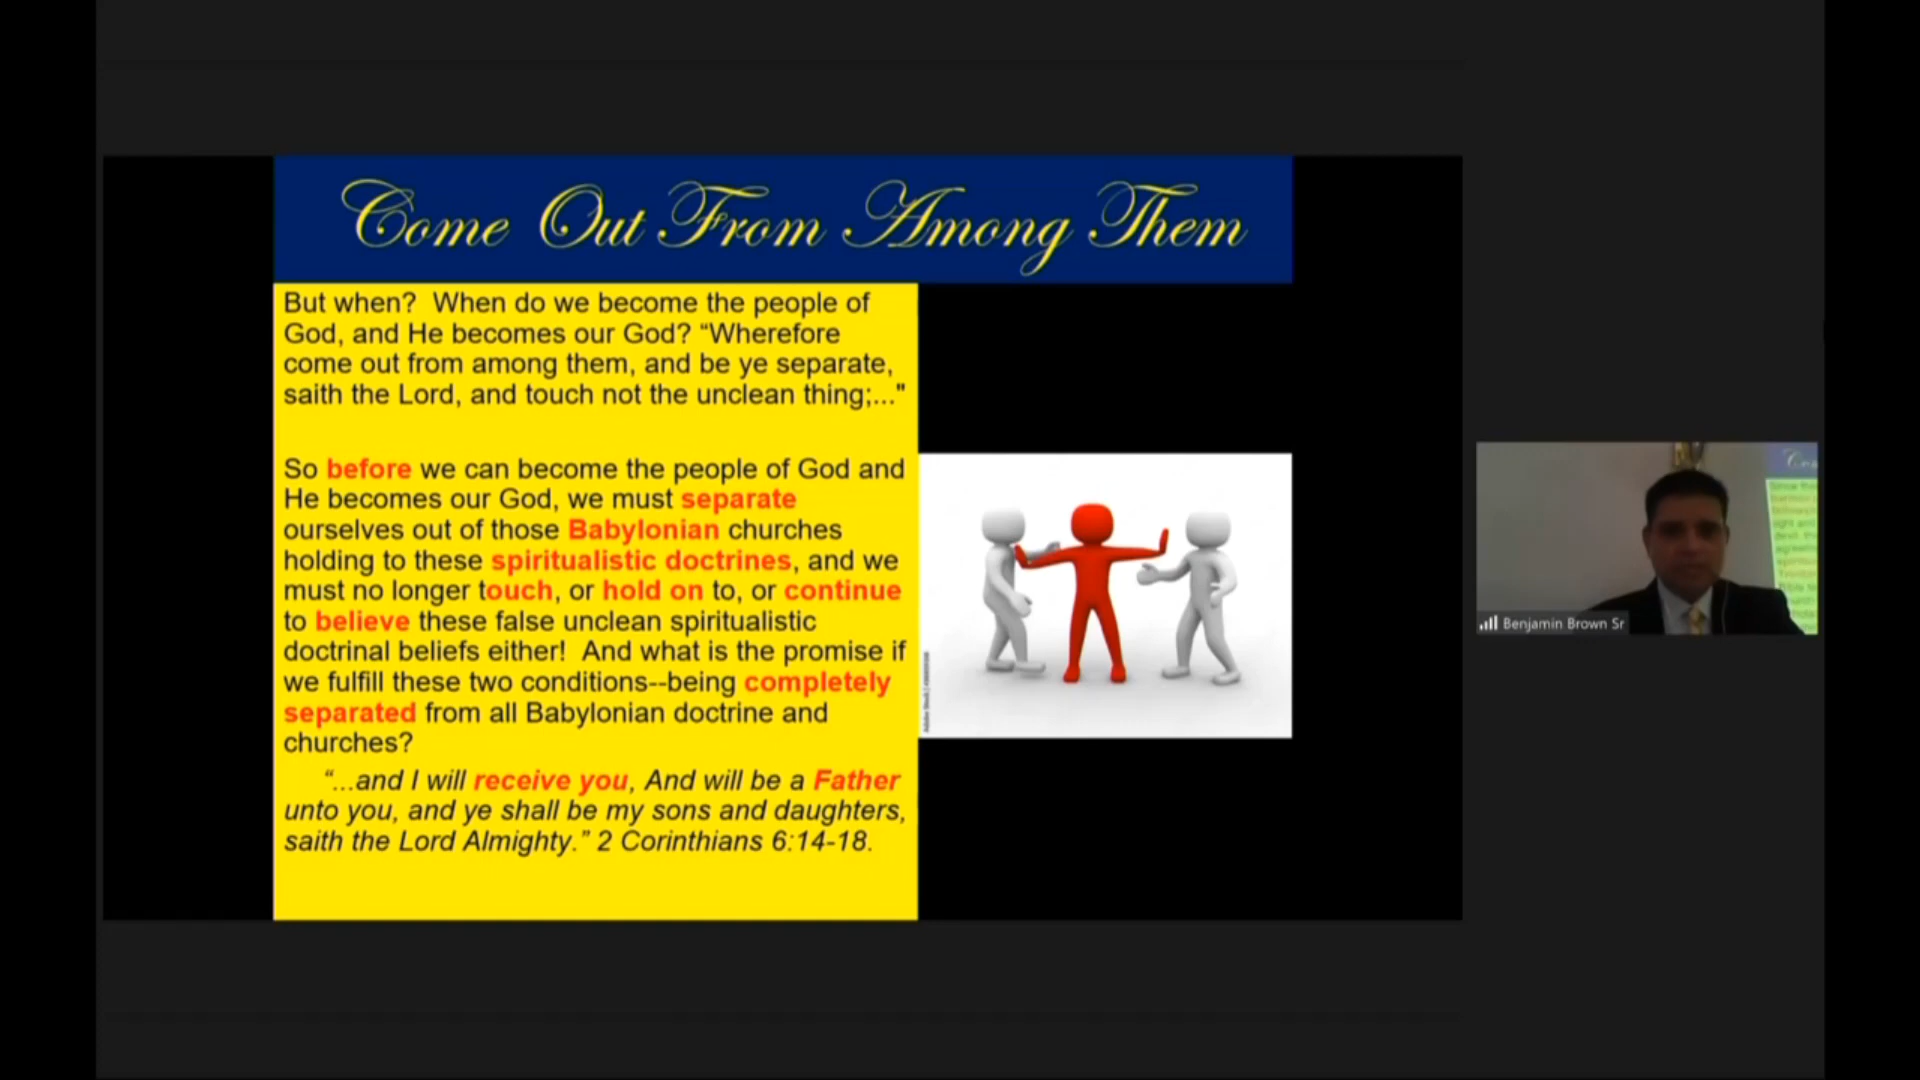 Come Out From Among Them
But when?  When do we become the people of
God, and He becomes our God? “Wherefore
come out from among them, and be ye separate,
saith the Lord, and touch not the unclean thing;..."
So before we can become the people of God and
He becomes our God, we must separate
ourselves out of those Babylonian churches
holding to these spiritualistic doctrines, and we
must no longer touch, or hold on to, or continue
to believe these false unclean spiritualistic
doctrinal beliefs either!  And what is the promise if
we fulfill these two conditions--being completely
separated from all Babylonian doctrine and
churches?
“...and I will receive you, And will be a Father
unto you, and ye shall be my sons and daughters,
saith the Lord Almighty.” 2 Corinthians 6:14-18.
Benjamin Brown Sr